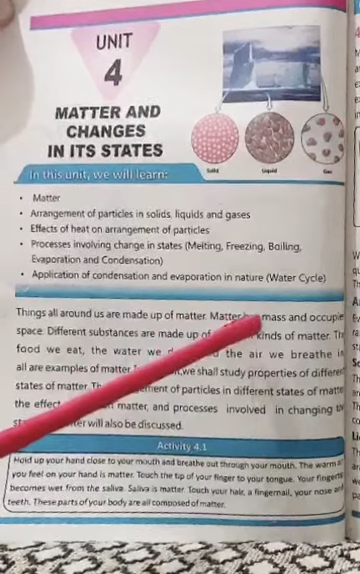 UNIT
4
MATTER AND
CHANGES
IN ITS STATES
Solid Liquid Gas
In this unit, we will learn:
• Matter
• Arrangement of particles in solids, liquids and gases
• Effects of heat on arrangement of particles
• Processes involving change in states (Melting, Freezing, Boiling,
Evaporation and Condensation)
• Application of condensation and evaporation in nature (Water Cycle)
Things all around us are made up of matter. Matter mass and occupie
space. Different substances are made up of kinds of matter. Th
food we eat, the water we the air we breathe in
all are examples of matter we shall study properties of differen
states of matter. of particles in different states of matte
the effect matter, and processes involved in changing
will also be discussed.
Activity 4.1
Hold up your hand close to your mouth and breathe out through your mouth. The warm
you feel on your hand is matter. Touch the tip of your finger to your tongue. Your finger
becomes wet from the saliva. Saliva is matter. Touch your hair, a fingernail, your nose and
teeth. These parts of your body are all composed of matter.